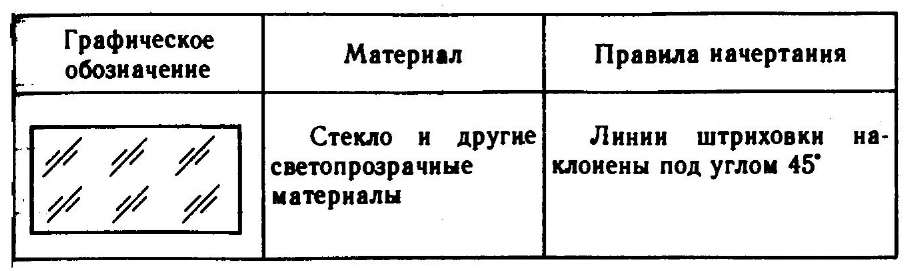 Графическое
обозначение
Материал
Правила начертания
Стекло и другие
светопрозрачные
материалы
Линии штриховки на-
клонены под углом 45°